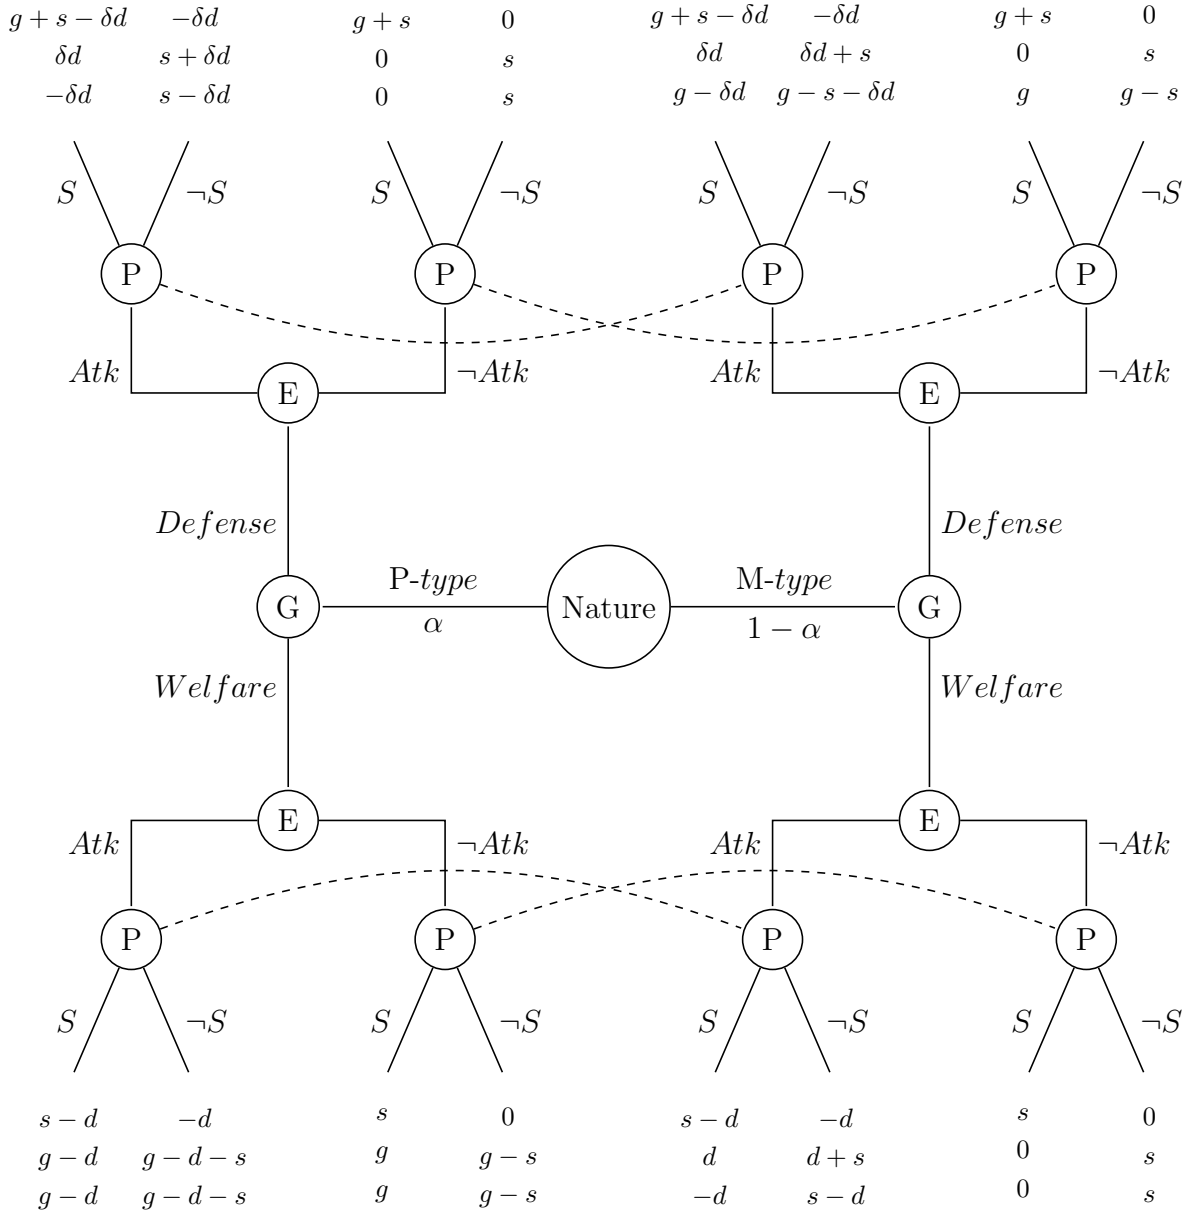 g + s − δd −δd g + s 0 g + s − δd −δd g + s 0
δd s + δd 0 s δd δd + s 0 s
−δd s − δd 0 s g − δd g − s − δd g g − s
S ¬S S ¬S S ¬S S ¬S
P P P P
Atk ¬Atk Atk ¬Atk
E E
Defense Defense
P-type M-type
G Nature G
α 1 − α
Welfare Welfare
E E
Atk ¬Atk Atk ¬Atk
P P P P
S ¬S S ¬S S ¬S S ¬S
s − d −d s 0 s − d −d s 0
g − d g − d − s g g − s d d + s 0 s
g − d g − d − s g g − s −d s − d 0 s